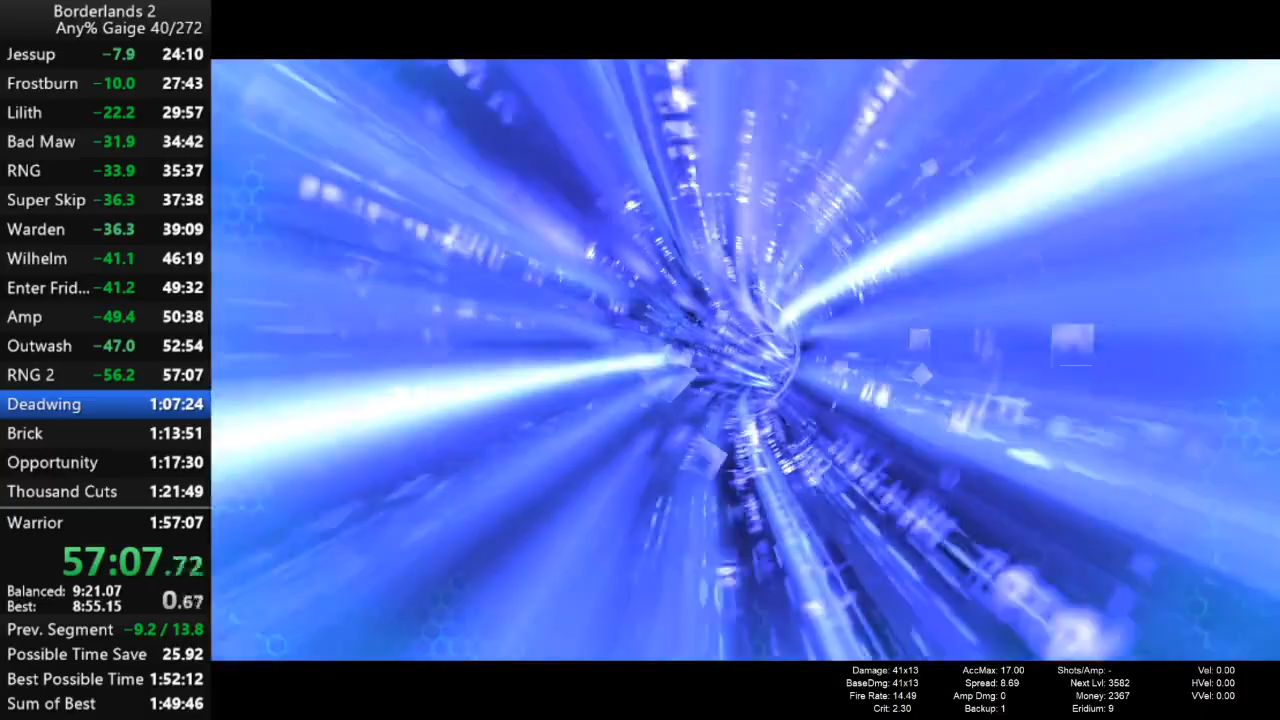 Borderlands 2
Any% Gaige 40/272
Jessup −7.9 24:10
Frostburn −10.0 27:43
Lilith −22.2 29:57
Bad Maw −31.9 34:42
RNG −33.9 35:37
Super Skip −36.3 37:38
Warden −36.3 39:09
Wilhelm −41.1 46:19
Enter Frid... −41.2 49:32
Amp −49.4 50:38
Outwash −47.0 52:54
RNG 2 −56.2 57:07
Deadwing 1:07:24
Brick 1:13:51
Opportunity 1:17:30
Thousand Cuts 1:21:49
Warrior 1:57:07
57:07.72
Balanced: 9:21.07
Best: 8:55.15 0.67
Prev. Segment −9.2 / 13.8
Possible Time Save 25.92
Best Possible Time 1:52:12
Sum of Best 1:49:46
Damage: 41x13 AccMax: 17.00 Shots/Amp: - Vel: 0.00
BaseDmg: 41x13 Spread: 8.69 Next Lvl: 3582 HVel: 0.00
Fire Rate: 14.49 Amp Dmg: 0 Money: 2367 VVel: 0.00
Crit: 2.30 Backup: 1 Eridium: 9